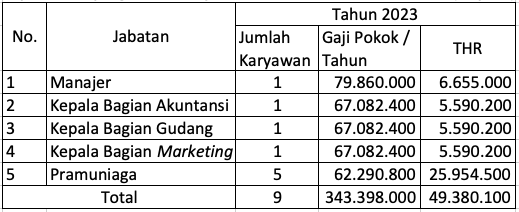 No. Jabatan Tahun 2023
Jumlah Karyawan Gaji Pokok / Tahun THR
1 Manajer 1 79.860.000 6.655.000
2 Kepala Bagian Akuntansi 1 67.082.400 5.590.200
3 Kepala Bagian Gudang 1 67.082.400 5.590.200
4 Kepala Bagian Marketing 1 67.082.400 5.590.200
5 Pramuniaga 5 62.290.800 25.954.500
Total 9 343.398.000 49.380.100